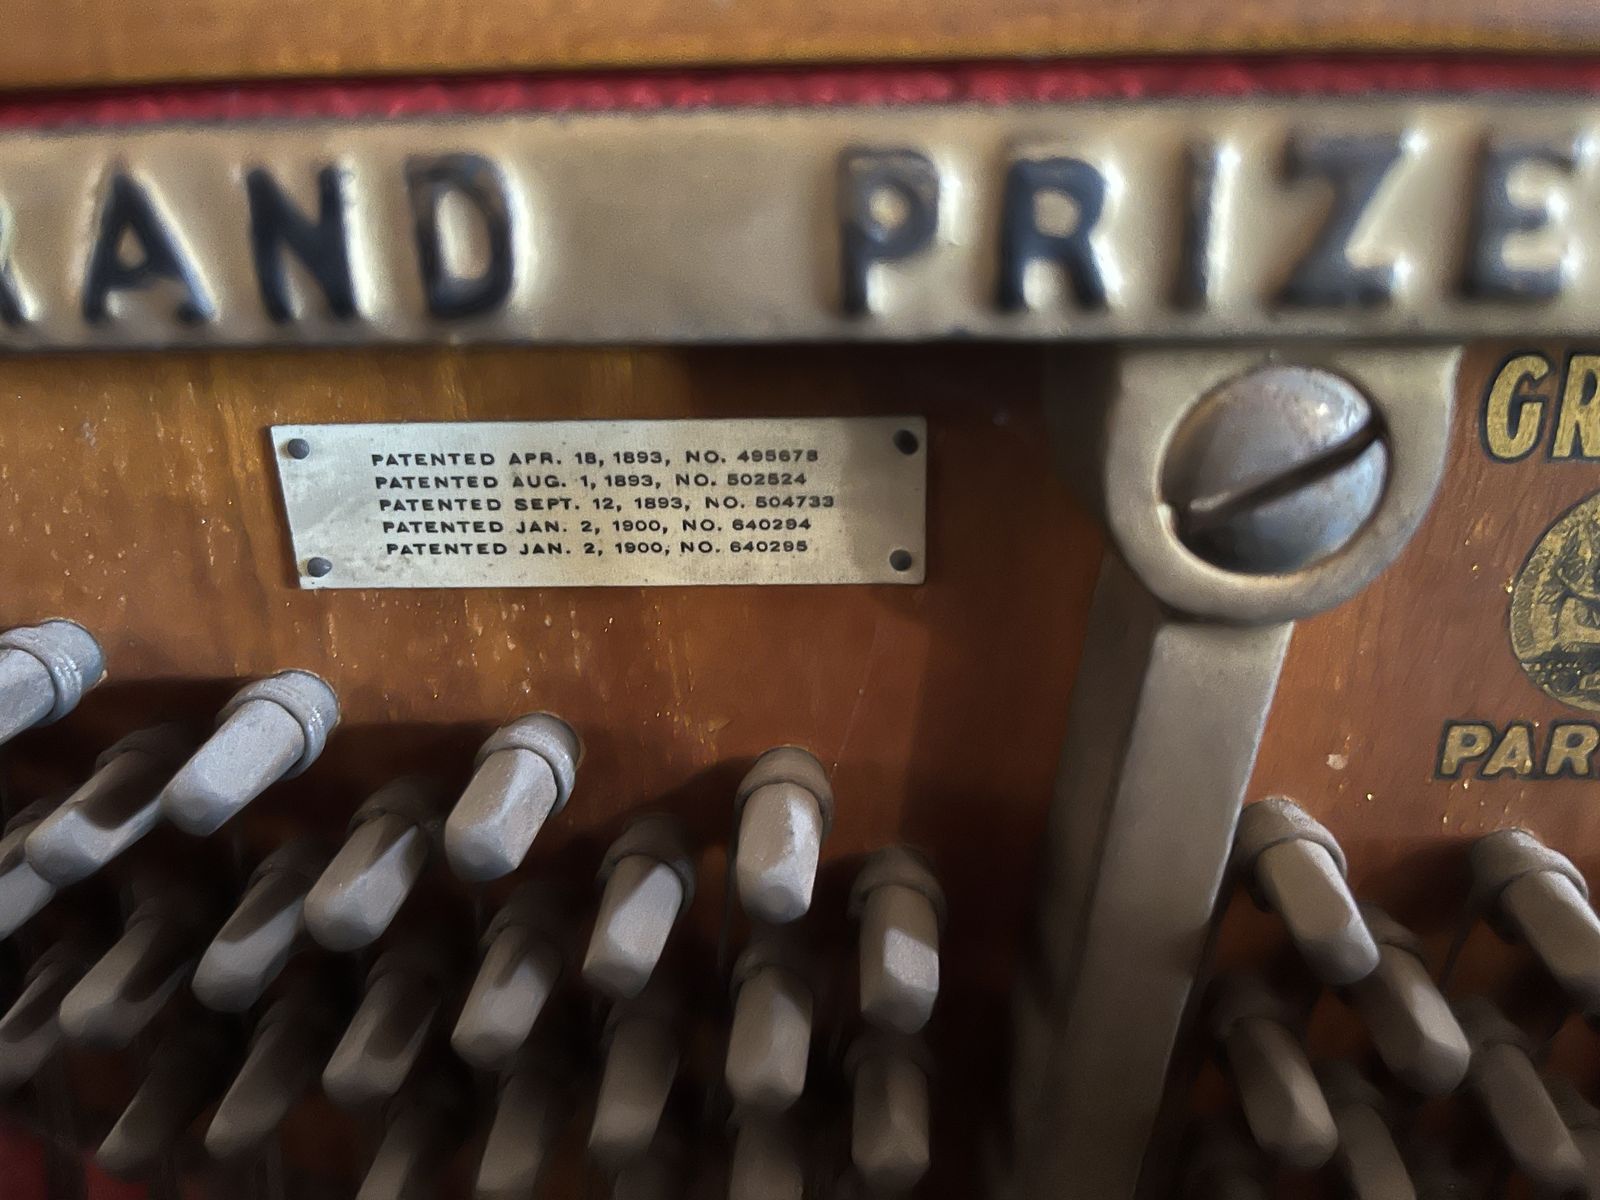 RAND PRIZE
PATENTED APR. 18, 1893, NO. 495678
PATENTED AUG. 1, 1893, NO. 502524
PATENTED SEPT. 12, 1893, NO. 504733
PATENTED JAN. 2, 1900, NO. 640294
PATENTED JAN. 2, 1900, NO. 640295
GR
PAR